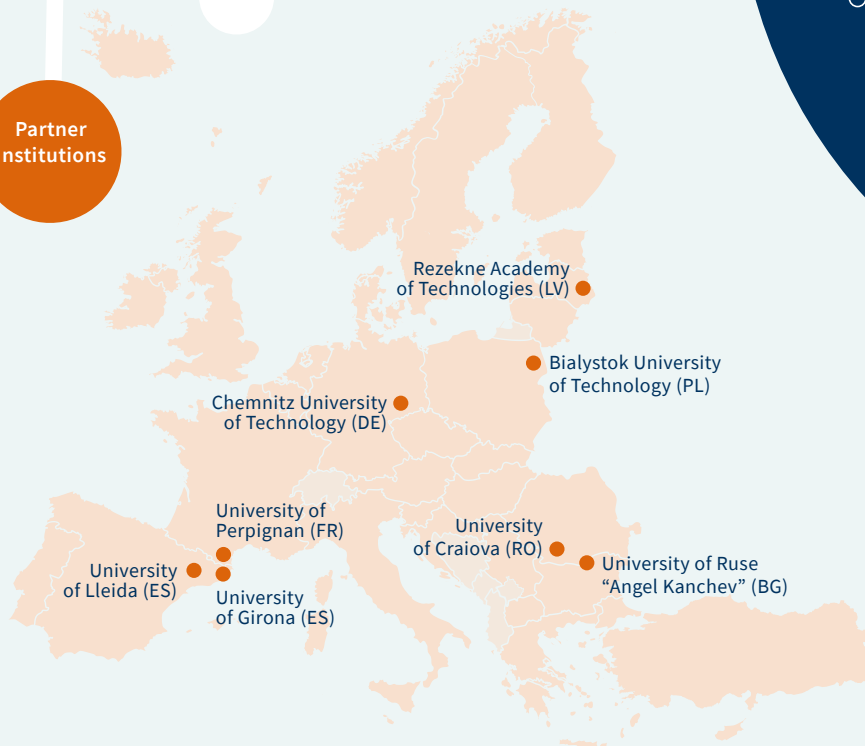 Partner
nstitutions
Rezekne Academy
of Technologies (LV)
Bialystok University
of Technology (PL)
Chemnitz University
of Technology (DE)
University of
Perpignan (FR)
University
of Craiova (RO)
University of Ruse
“Angel Kanchev” (BG)
University
of Lleida (ES)
University
of Girona (ES)